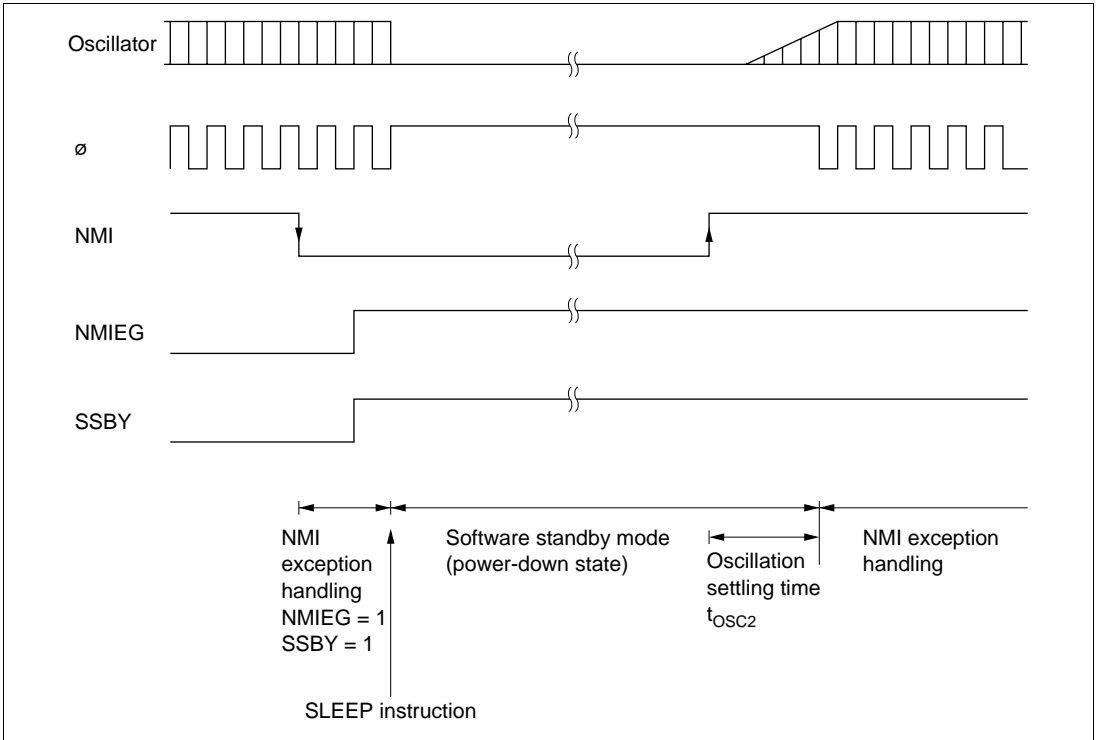 Oscillator
ø
NMI
NMIEG
SSBY
NMI
exception
handling
NMIEG = 1
SSBY = 1
Software standby mode
(power-down state)
Oscillation
settling time
tOSC2
NMI exception
handling
SLEEP instruction